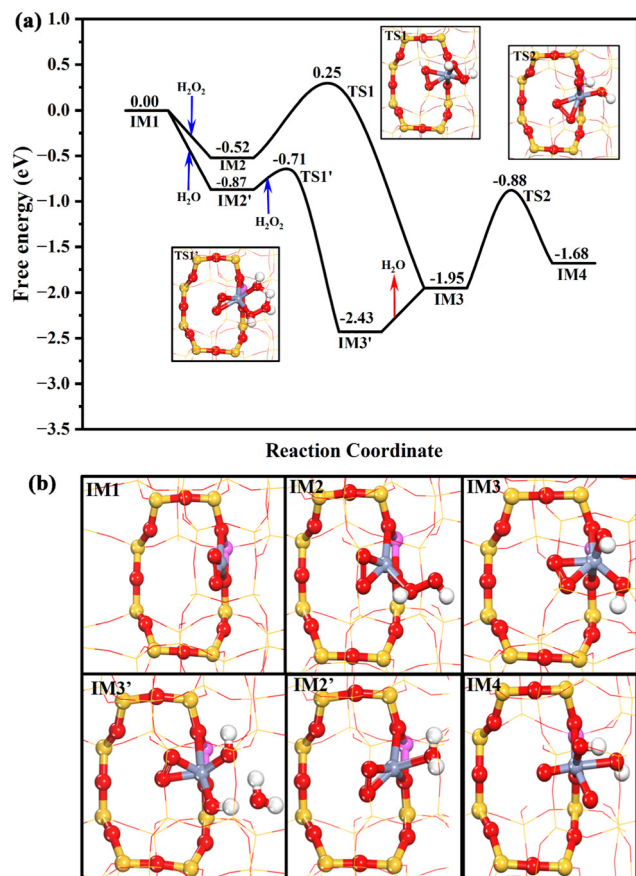 (a)
1.0
0.5
0.0
−0.5
−1.0
−1.5
−2.0
−2.5
−3.0
−3.5
Free energy (eV)
Reaction Coordinate
0.00
IM1
H₂O₂
-0.52
IM2
H₂O
-0.87
IM2'
-0.71
TS1'
H₂O₂
0.25
TS1
-2.43
IM3'
H₂O
-1.95
IM3
-0.88
TS2
-1.68
IM4
TS1
TS2
TS1'
(b)
IM1
IM2
IM3
IM3'
IM2'
IM4